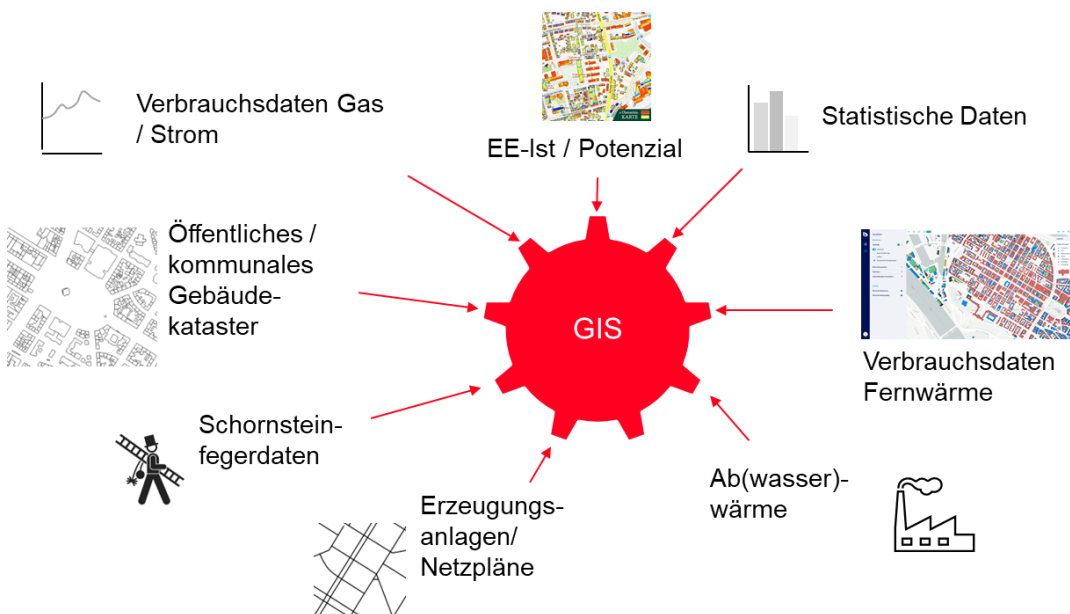 Verbrauchsdaten Gas
/ Strom
EE-Ist / Potenzial
Statistische Daten
Öffentliches /
kommunales
Gebäude-
kataster
GIS
Verbrauchsdaten
Fernwärme
Schornstein-
fegerdaten
Erzeugungs-
anlagen/
Netzpläne
Ab(wasser)-
wärme